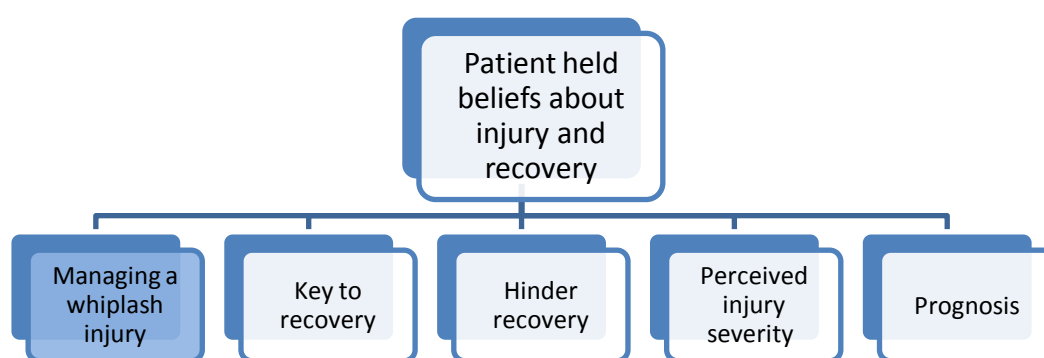 Patient held
beliefs about
injury and
recovery
Managing a
whiplash
injury
Key to
recovery
Hinder
recovery
Perceived
injury
severity
Prognosis